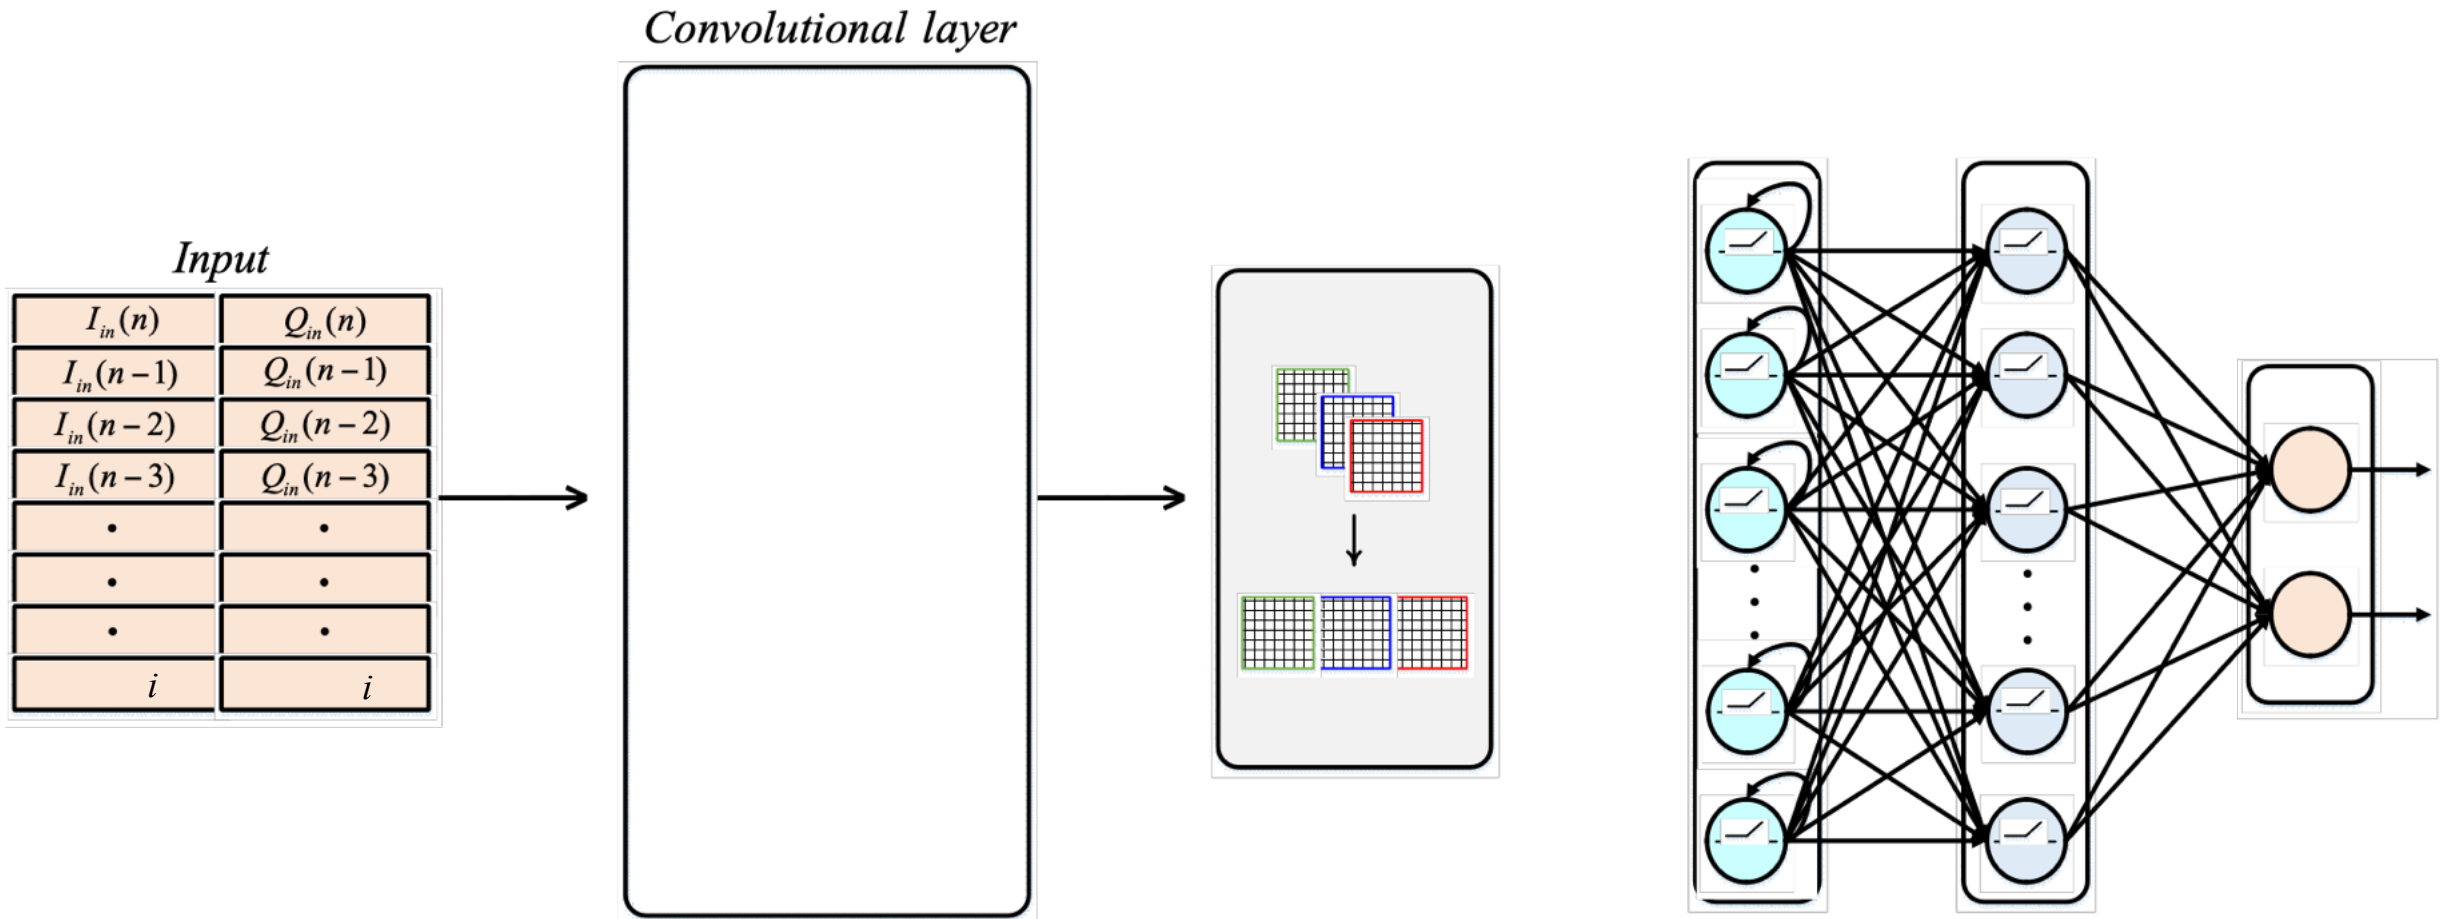 Convolutional layer
Input
I_in(n) Q_in(n)
I_in(n−1) Q_in(n−1)
I_in(n−2) Q_in(n−2)
I_in(n−3) Q_in(n−3)
i i